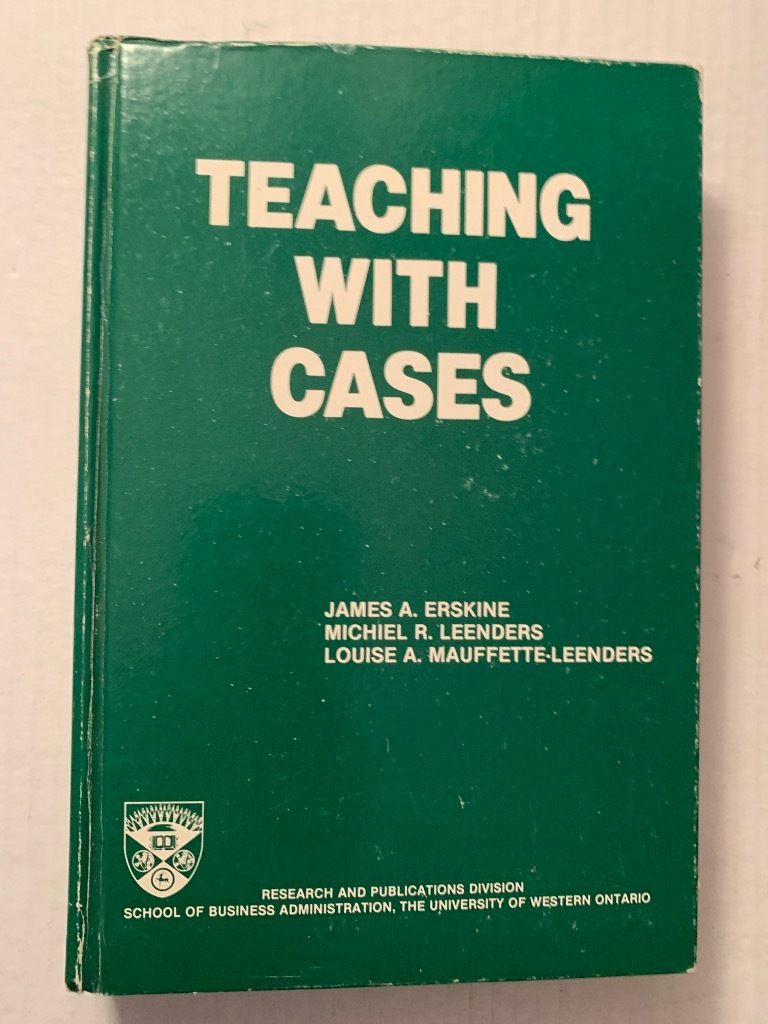 TEACHING
WITH
CASES
JAMES A. ERSKINE
MICHIEL R. LEENDERS
LOUISE A. MAUFFETTE-LEENDERS
RESEARCH AND PUBLICATIONS DIVISION
SCHOOL OF BUSINESS ADMINISTRATION, THE UNIVERSITY OF WESTERN ONTARIO